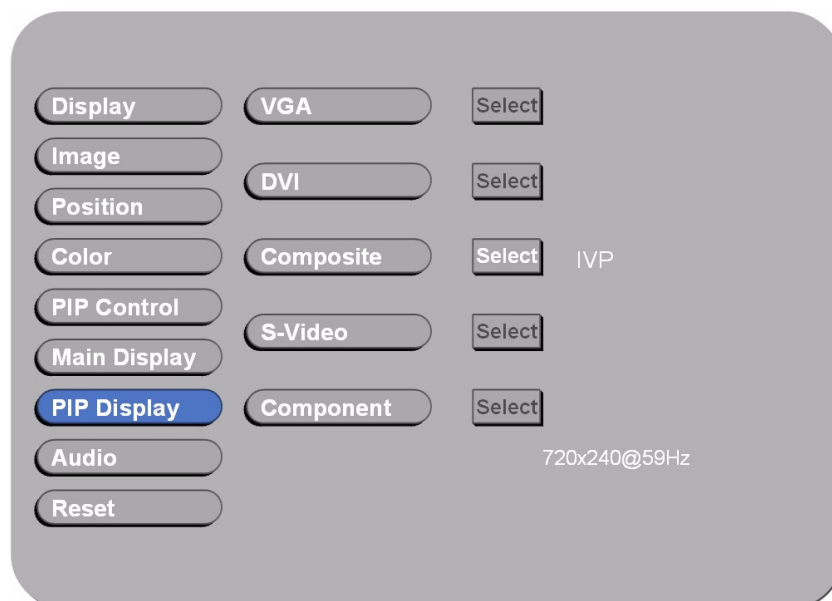 Display VGA Select
Image
DVI Select
Position
Color Composite Select IVP
PIP Control
S-Video Select
Main Display
PIP Display Component Select
Audio 720x240@59Hz
Reset